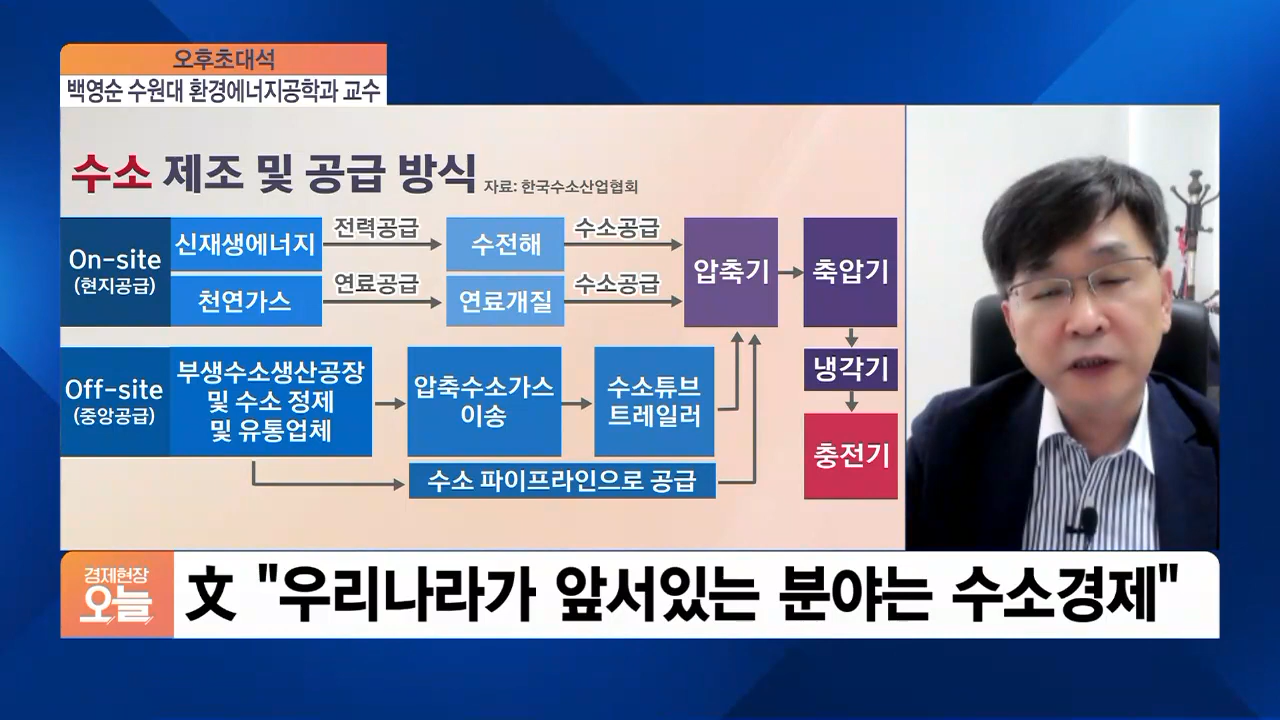 오후초대석
백영순 수원대 환경에너지공학과 교수
수소 제조 및 공급 방식
자료: 한국수소산업협회
On-site
(현지공급)
신재생에너지
전력공급
수전해
수소공급
천연가스
연료공급
연료개질
수소공급
압축기
축압기
냉각기
충전기
Off-site
(중앙공급)
부생수소생산공장
및 수소 정제
및 유통업체
압축수소가스
이송
수소튜브
트레일러
수소 파이프라인으로 공급
경제현장
오늘
文 "우리나라가 앞서있는 분야는 수소경제"